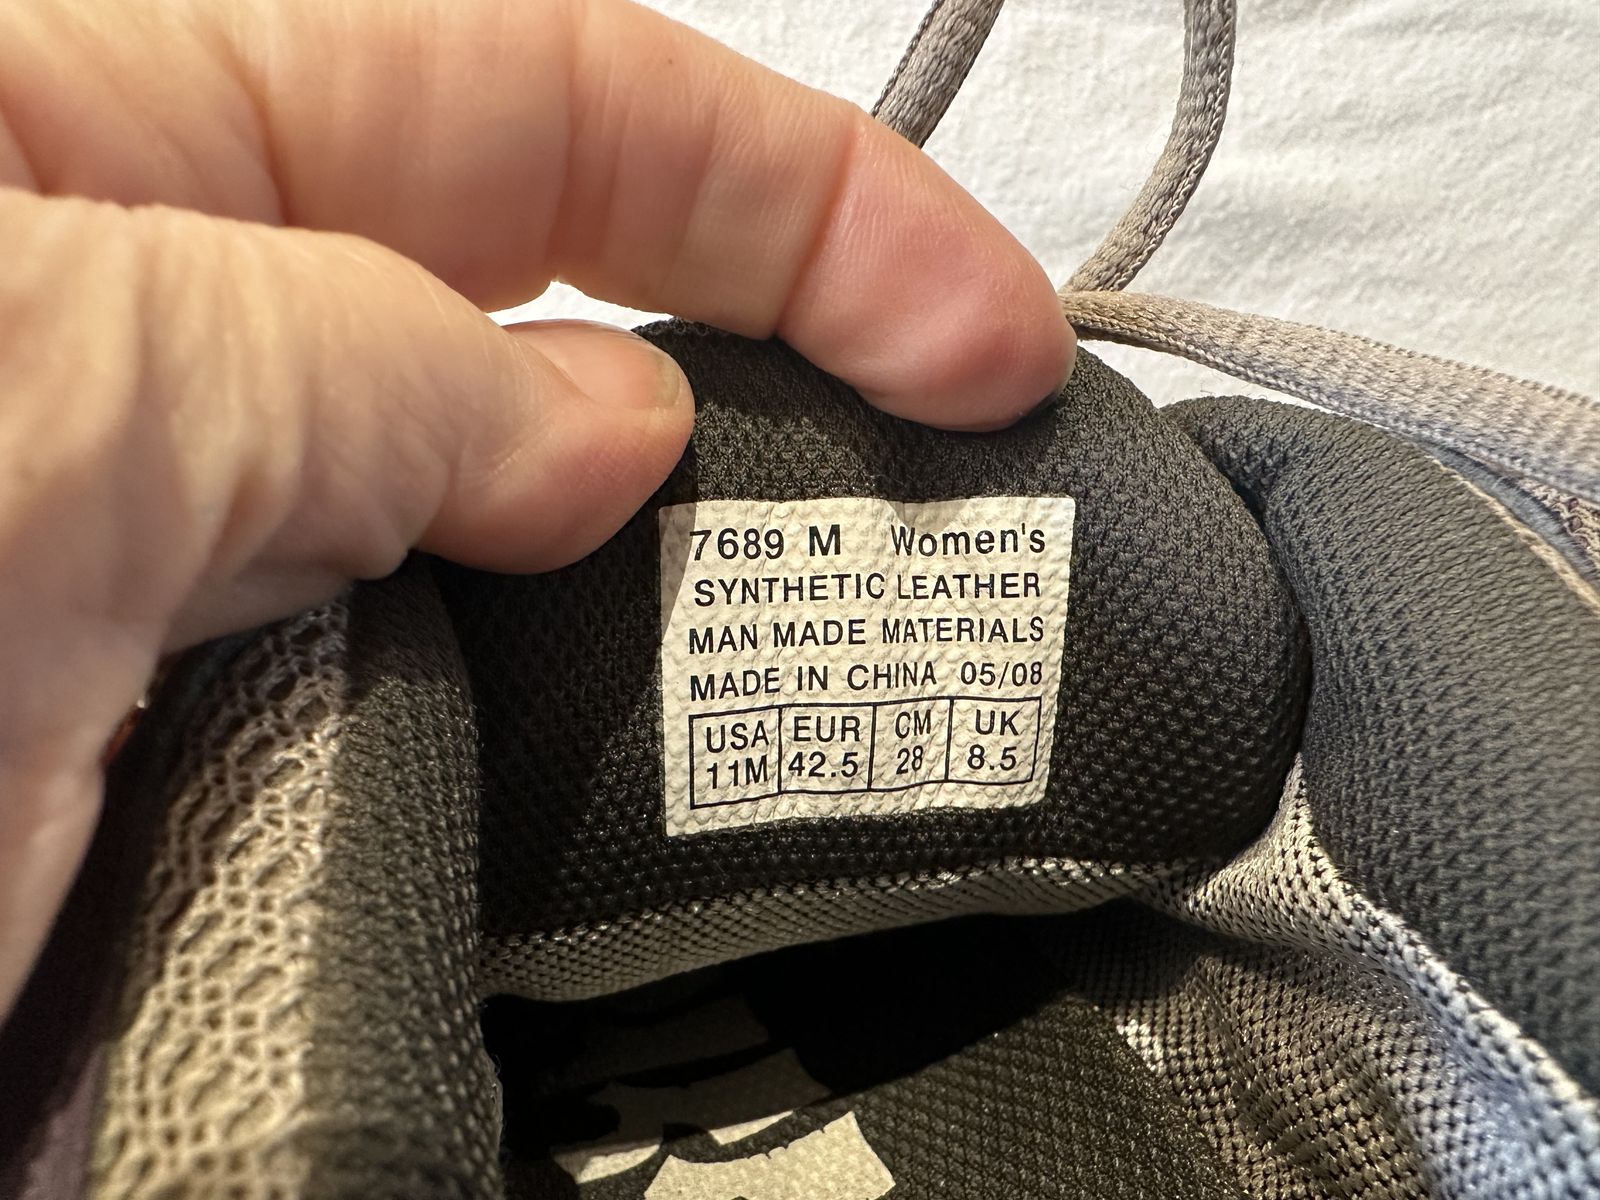 7689 M Women's
SYNTHETIC LEATHER
MAN MADE MATERIALS
MADE IN CHINA 05/08
USA EUR CM UK
11M 42.5 28 8.5